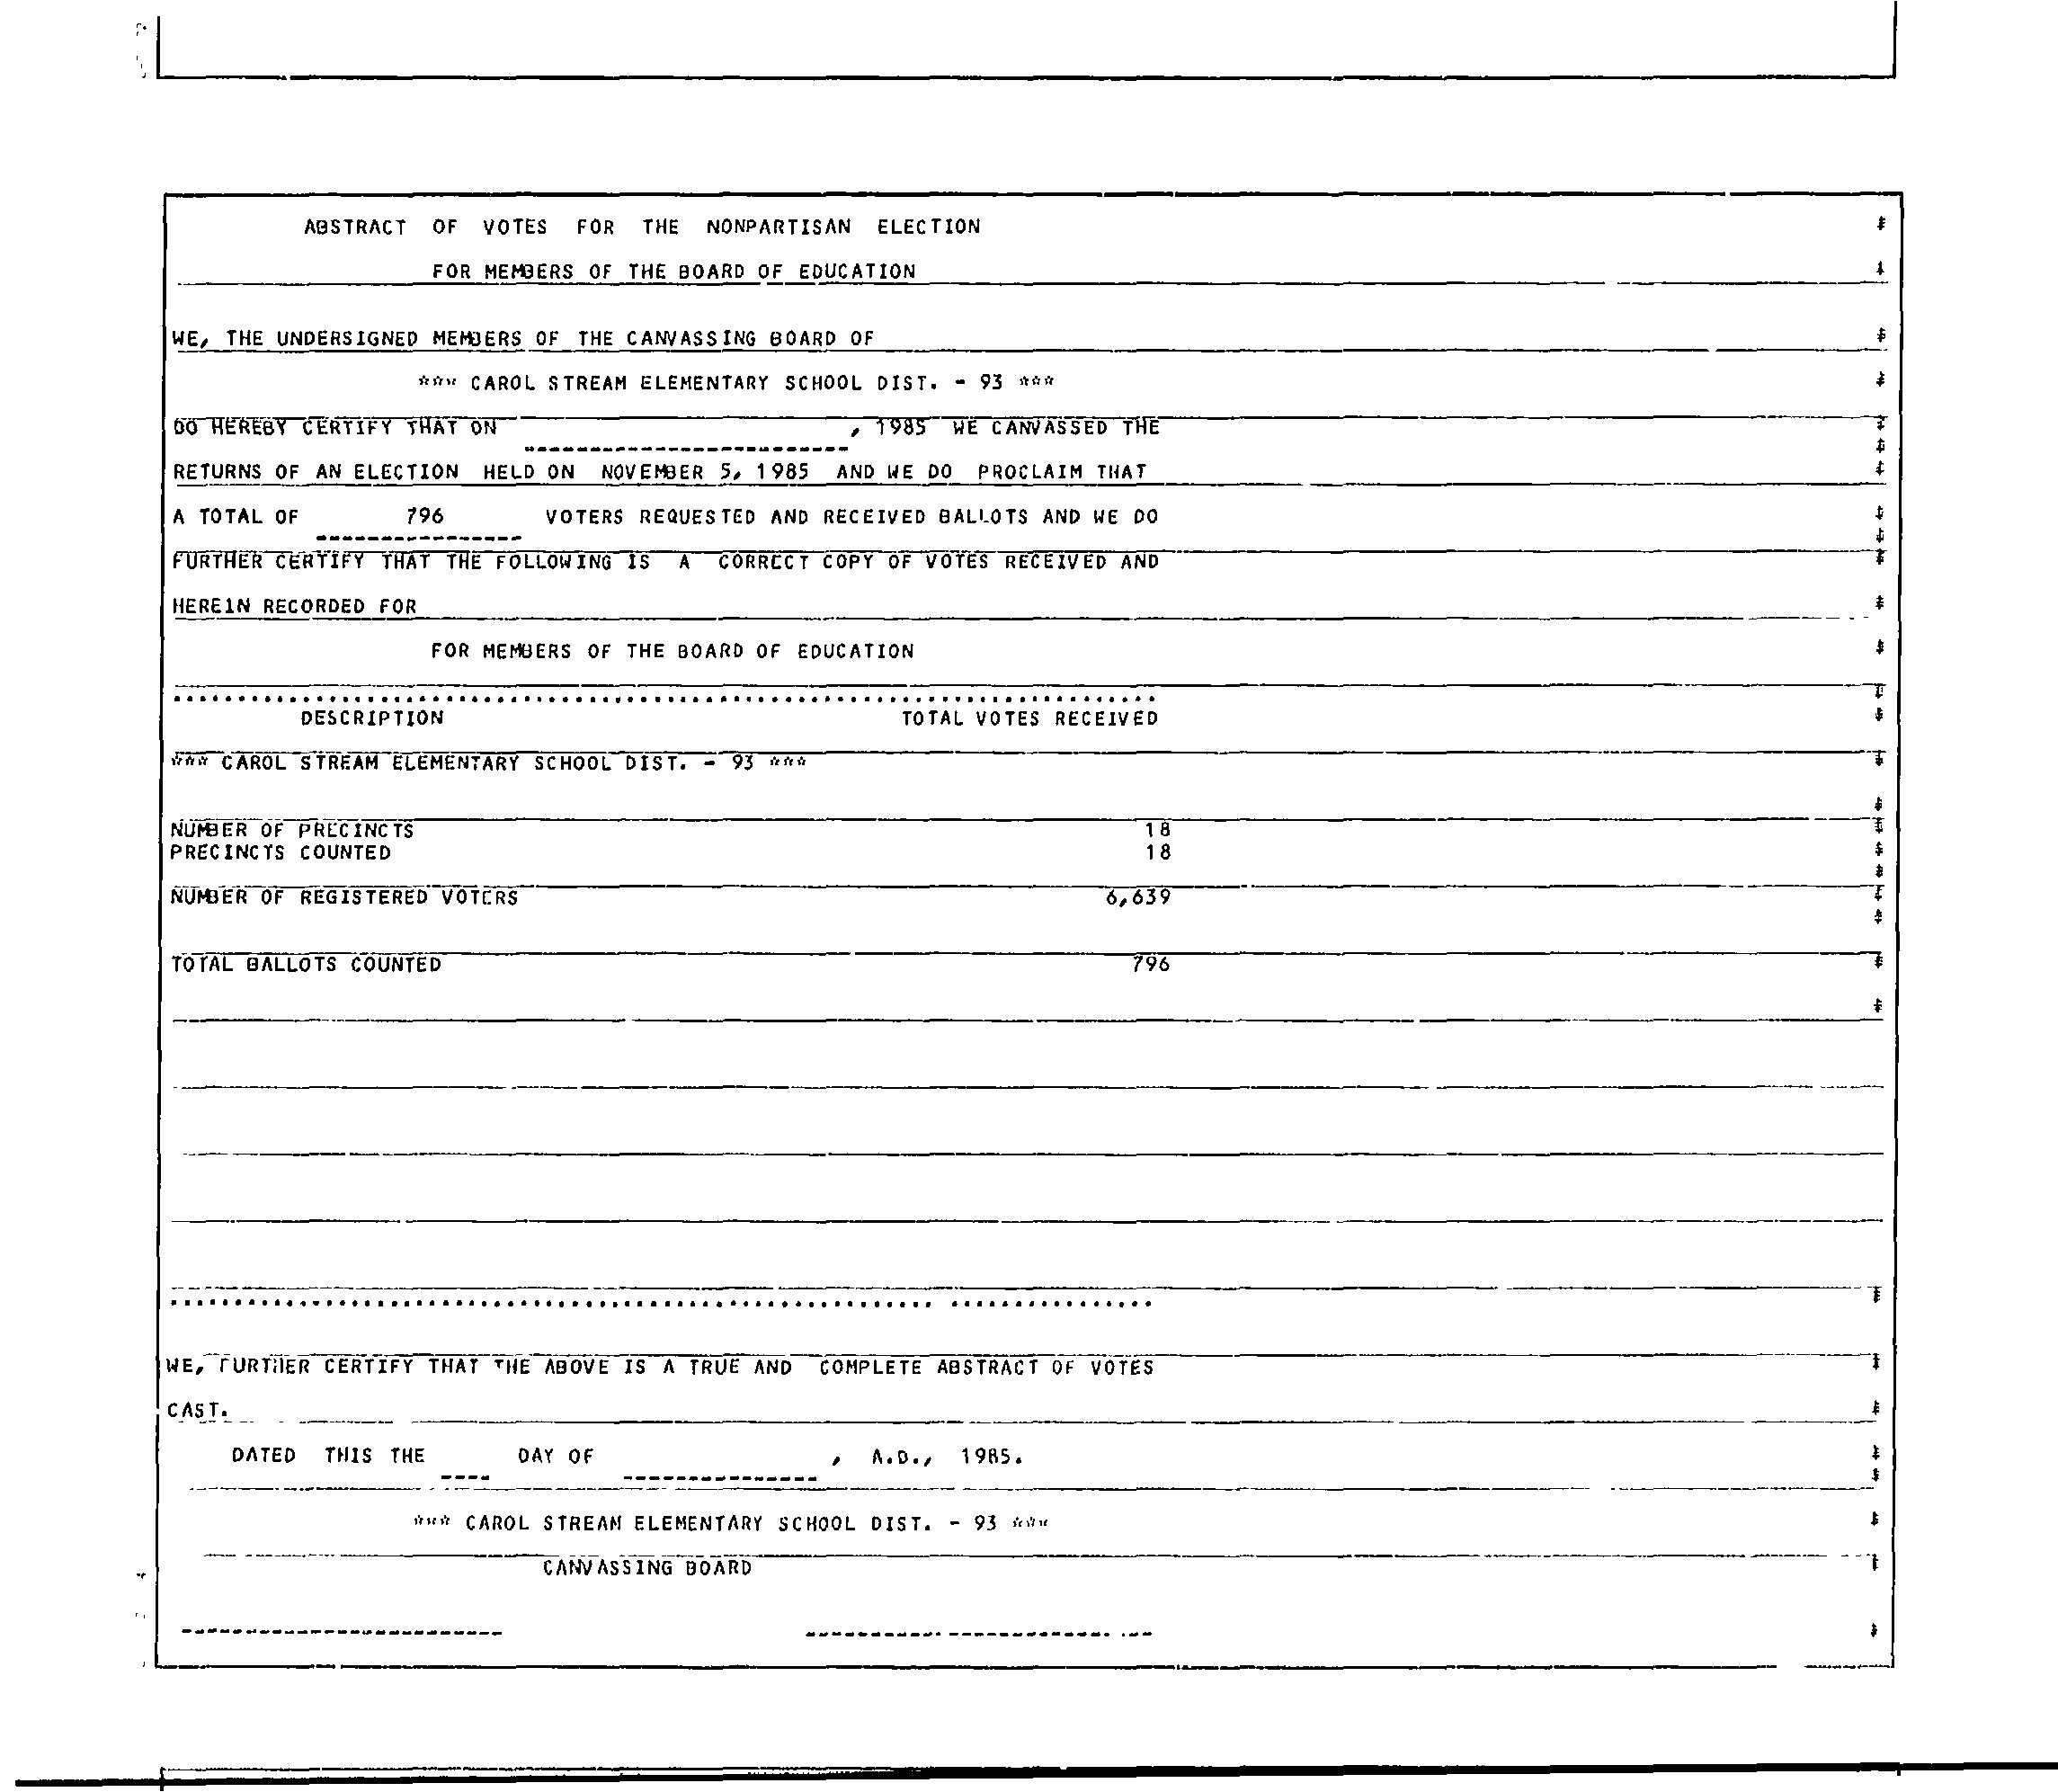 ABSTRACT OF VOTES FOR THE NONPARTISAN ELECTION
FOR MEMBERS OF THE BOARD OF EDUCATION
WE, THE UNDERSIGNED MEMBERS OF THE CANVASSING BOARD OF
*** CAROL STREAM ELEMENTARY SCHOOL DIST. - 93 ***
DO HEREBY CERTIFY THAT ON , 1985 WE CANVASSED THE
RETURNS OF AN ELECTION HELD ON NOVEMBER 5, 1985 AND WE DO PROCLAIM THAT
A TOTAL OF 796 VOTERS REQUESTED AND RECEIVED BALLOTS AND WE DO
FURTHER CERTIFY THAT THE FOLLOWING IS A CORRECT COPY OF VOTES RECEIVED AND
HEREIN RECORDED FOR
FOR MEMBERS OF THE BOARD OF EDUCATION
DESCRIPTION TOTAL VOTES RECEIVED
*** CAROL STREAM ELEMENTARY SCHOOL DIST. - 93 ***
NUMBER OF PRECINCTS 18
PRECINCTS COUNTED 18
NUMBER OF REGISTERED VOTERS 6,639
TOTAL BALLOTS COUNTED 796
WE, FURTHER CERTIFY THAT THE ABOVE IS A TRUE AND COMPLETE ABSTRACT OF VOTES
CAST.
DATED THIS THE ---- DAY OF --------------- , A.D., 1985.
*** CAROL STREAM ELEMENTARY SCHOOL DIST. - 93 ***
CANVASSING BOARD